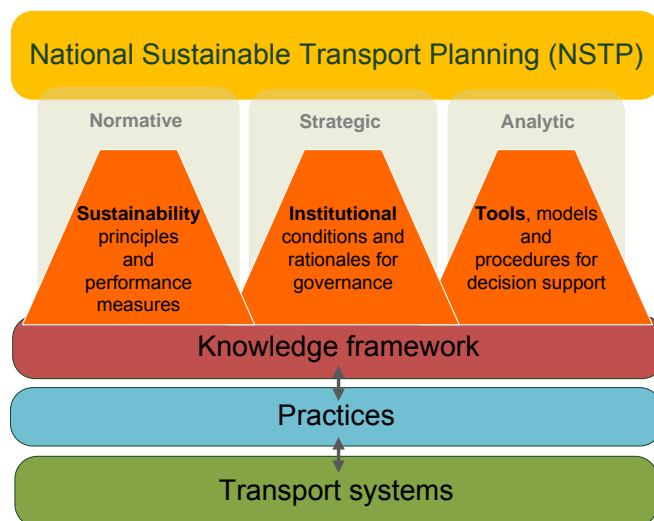 National Sustainable Transport Planning (NSTP)
Normative
Strategic
Analytic
Sustainability
principles
and
performance
measures
Institutional
conditions and
rationales for
governance
Tools, models
and
procedures for
decision support
Knowledge framework
Practices
Transport systems